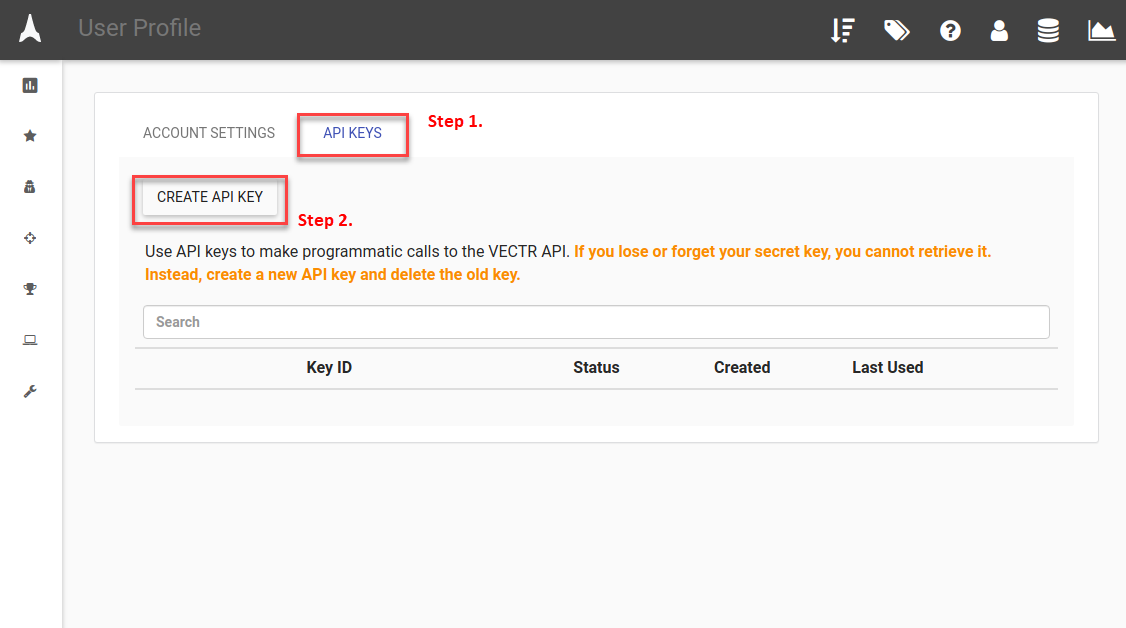 User Profile
ACCOUNT SETTINGS
API KEYS
Step 1.
CREATE API KEY
Step 2.
Use API keys to make programmatic calls to the VECTR API. If you lose or forget your secret key, you cannot retrieve it.
Instead, create a new API key and delete the old key.
Search
Key ID Status Created Last Used